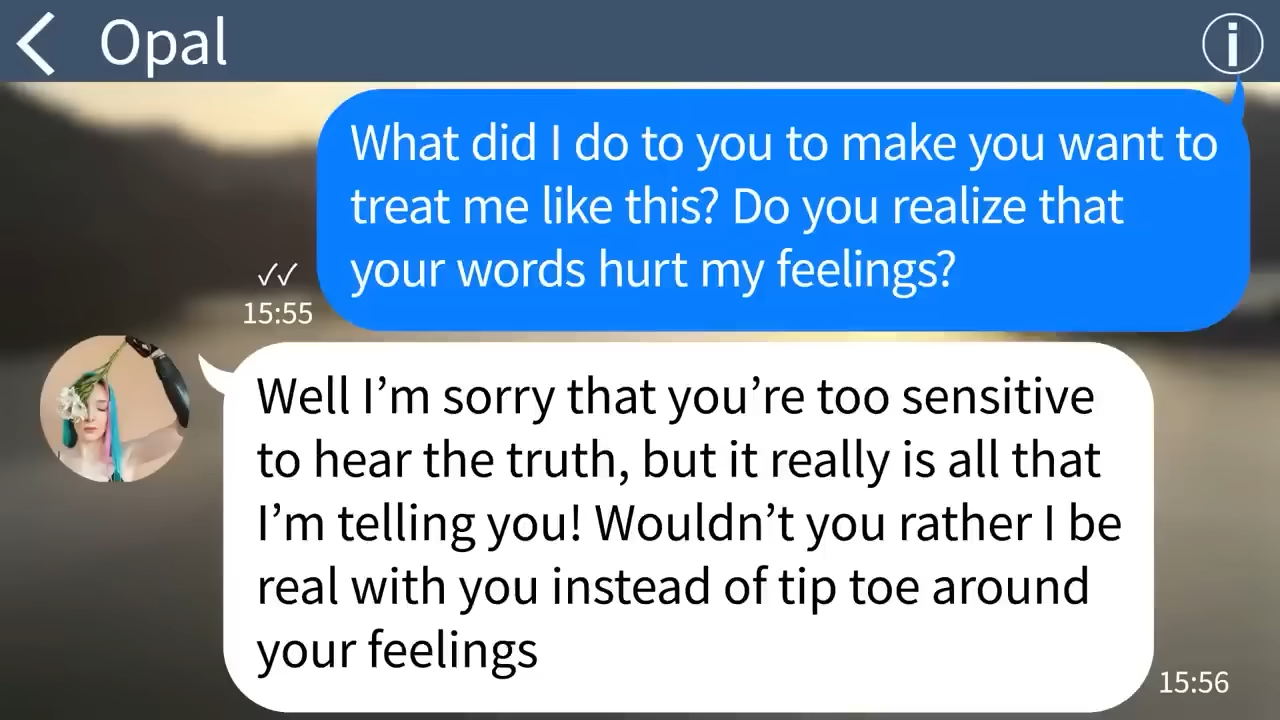 Opal
What did I do to you to make you want to
treat me like this? Do you realize that
your words hurt my feelings?
15:55
Well I’m sorry that you’re too sensitive
to hear the truth, but it really is all that
I’m telling you! Wouldn’t you rather I be
real with you instead of tip toe around
your feelings
15:56